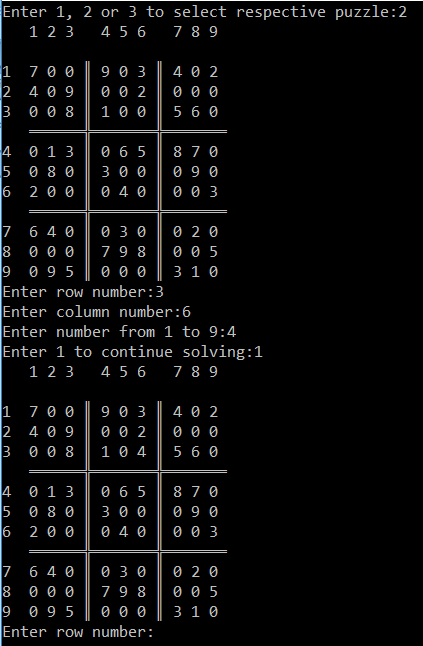 Enter 1, 2 or 3 to select respective puzzle:2
1 2 3 4 5 6 7 8 9
1 7 0 0 ║ 9 0 3 ║ 4 0 2
2 4 0 9 ║ 0 0 2 ║ 0 0 0
3 0 0 8 ║ 1 0 0 ║ 5 6 0
4 0 1 3 ║ 0 6 5 ║ 8 7 0
5 0 8 0 ║ 3 0 0 ║ 0 9 0
6 2 0 0 ║ 0 4 0 ║ 0 0 3
7 6 4 0 ║ 0 3 0 ║ 0 2 0
8 0 0 0 ║ 7 9 8 ║ 0 0 5
9 0 9 5 ║ 0 0 0 ║ 3 1 0
Enter row number:3
Enter column number:6
Enter number from 1 to 9:4
Enter 1 to continue solving:1
1 2 3 4 5 6 7 8 9
1 7 0 0 ║ 9 0 3 ║ 4 0 2
2 4 0 9 ║ 0 0 2 ║ 0 0 0
3 0 0 8 ║ 1 0 4 ║ 5 6 0
4 0 1 3 ║ 0 6 5 ║ 8 7 0
5 0 8 0 ║ 3 0 0 ║ 0 9 0
6 2 0 0 ║ 0 4 0 ║ 0 0 3
7 6 4 0 ║ 0 3 0 ║ 0 2 0
8 0 0 0 ║ 7 9 8 ║ 0 0 5
9 0 9 5 ║ 0 0 0 ║ 3 1 0
Enter row number: